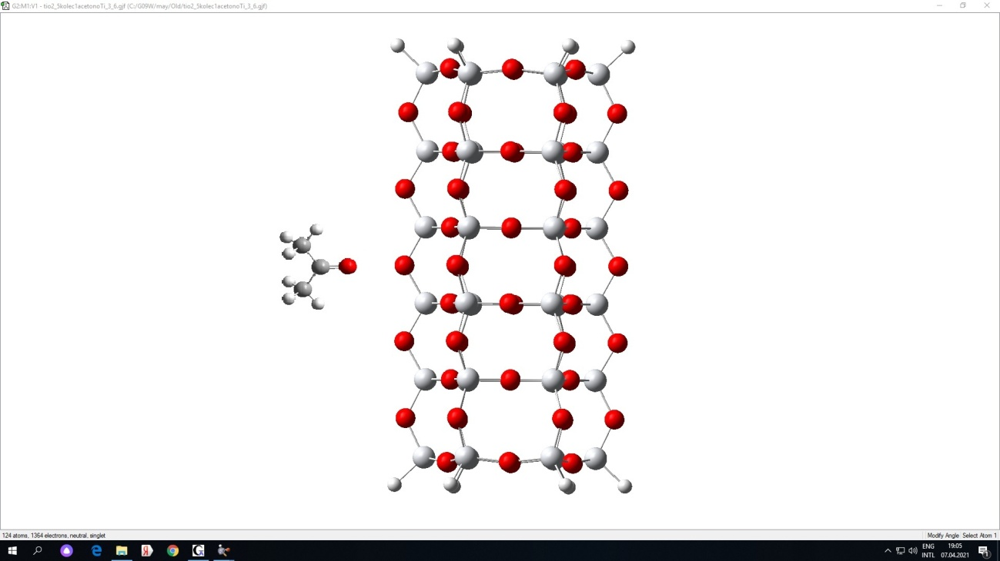 G2:M1:V1 - tio2_5kolec1acetonoTi_3_6.gjf (C:/G09W/may/Old/tio2_5kolec1acetonoTi_3_6.gjf)
124 atoms, 1364 electrons, neutral, singlet
Modify Angle Select Atom 1
ENG 19:05
INTL 07.04.2021
Я
1